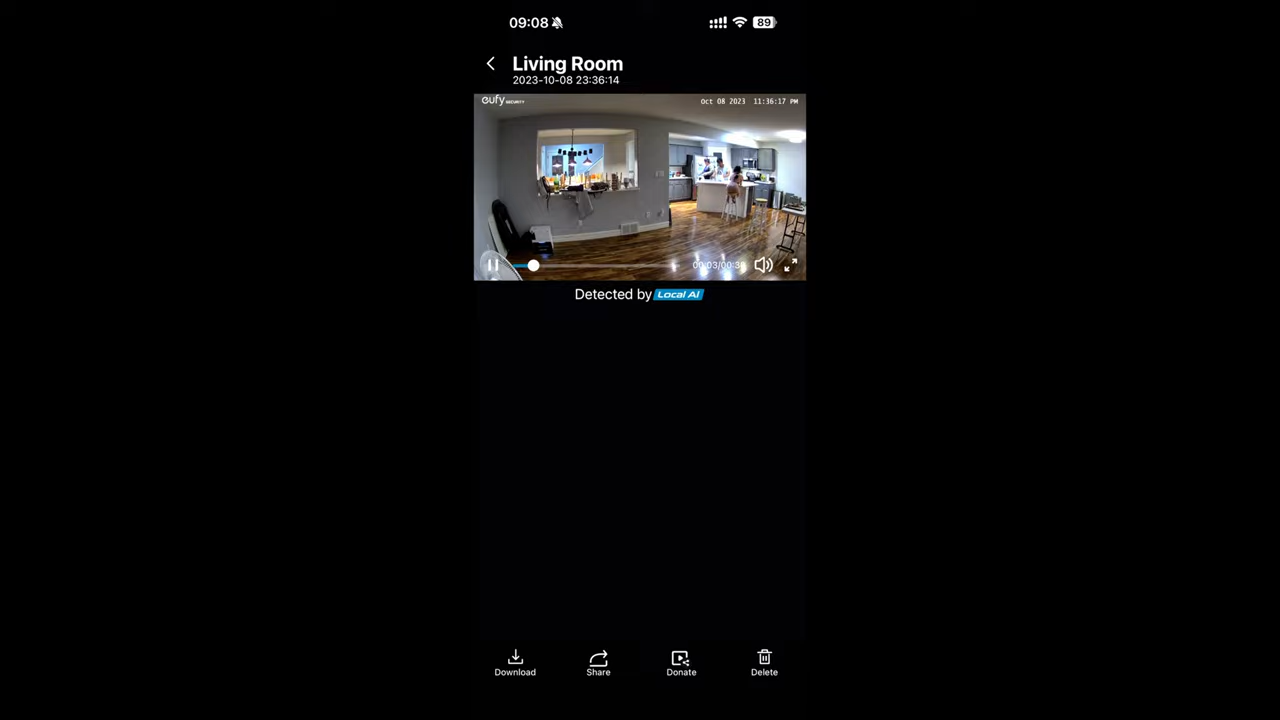 09:08
89
Living Room
2023-10-08 23:36:14
eufy SECURITY
Oct 08 2023 11:36:17 PM
Detected by Local AI
Download
Share
Donate
Delete